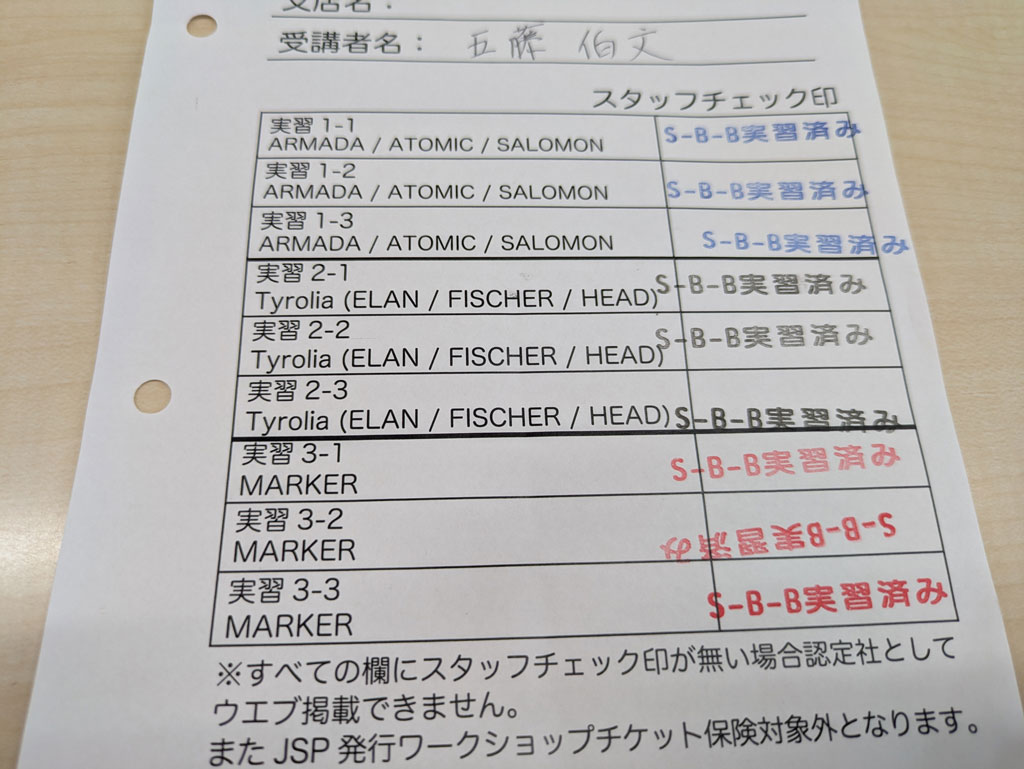 支店名：
受講者名： 五藤 伯文
スタッフチェック印
実習 1-1
ARMADA / ATOMIC / SALOMON
S-B-B実習済み
実習 1-2
ARMADA / ATOMIC / SALOMON
S-B-B実習済み
実習 1-3
ARMADA / ATOMIC / SALOMON
S-B-B実習済み
実習 2-1
Tyrolia (ELAN / FISCHER / HEAD)
S-B-B実習済み
実習 2-2
Tyrolia (ELAN / FISCHER / HEAD)
S-B-B実習済み
実習 2-3
Tyrolia (ELAN / FISCHER / HEAD)
S-B-B実習済み
実習 3-1
MARKER
S-B-B実習済み
実習 3-2
MARKER
S-B-B実習済み
実習 3-3
MARKER
S-B-B実習済み
※すべての欄にスタッフチェック印が無い場合認定社として
ウエブ掲載できません。
また JSP 発行ワークショップチケット保険対象外となります。